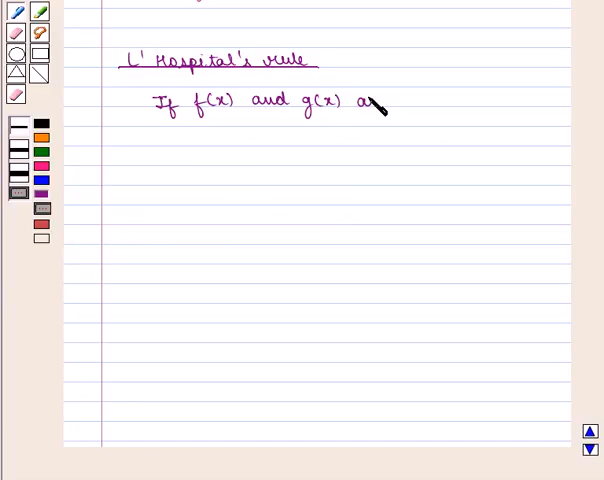 L' Hospital's rule
If f(x) and g(x) a